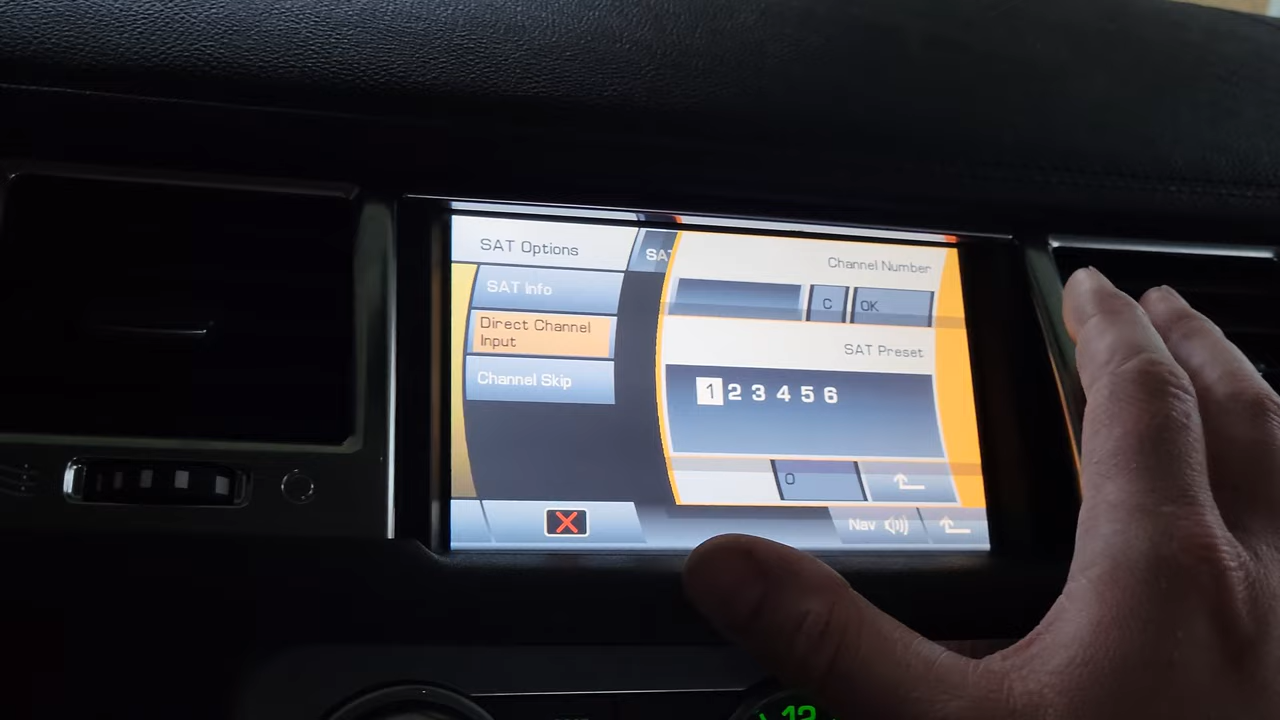 SAT Options
SAT Info
Direct Channel
Input
Channel Skip
SAT
Channel Number
C
OK
SAT Preset
1 2 3 4 5 6
0
Nav
12